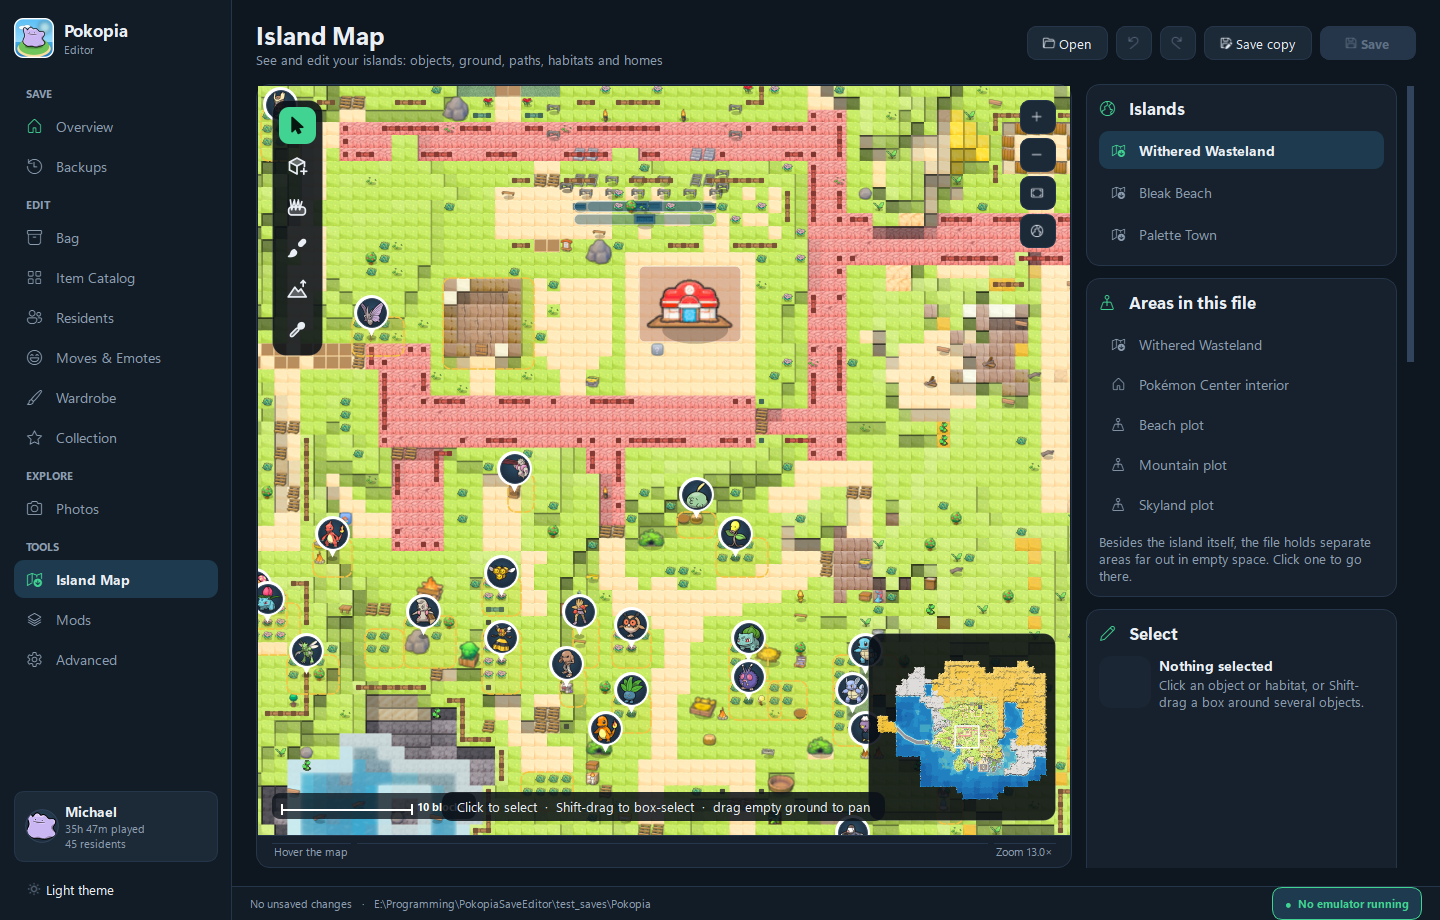 Pokopia
Editor
SAVE
Overview
Backups
EDIT
Bag
Item Catalog
Residents
Moves & Emotes
Wardrobe
Collection
EXPLORE
Photos
TOOLS
Island Map
Mods
Advanced
Michael
35h 47m played
45 residents
Light theme
Island Map
See and edit your islands: objects, ground, paths, habitats and homes
Open
Save copy
Save
10 bl
Click to select · Shift-drag to box-select · drag empty ground to pan
Hover the map
Zoom 13.0×
Islands
Withered Wasteland
Bleak Beach
Palette Town
Areas in this file
Withered Wasteland
Pokémon Center interior
Beach plot
Mountain plot
Skyland plot
Besides the island itself, the file holds separate
areas far out in empty space. Click one to go
there.
Select
Nothing selected
Click an object or habitat, or Shift-
drag a box around several objects.
No unsaved changes · E:\Programming\PokopiaSaveEditor\test_saves\Pokopia
No emulator running